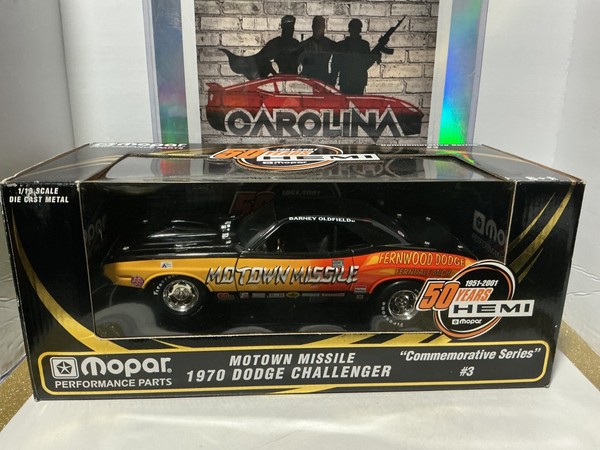 CAROLINA
50 YEARS
HEMI
Mopar
1/18 SCALE
DIE CAST METAL
BARNEY OLDFIELD
MOTOWN MISSILE
FERNWOOD DODGE
1951-2001
50 YEARS
HEMI
Mopar
Mopar
PERFORMANCE PARTS
MOTOWN MISSILE
1970 DODGE CHALLENGER
"Commemorative Series"
#3